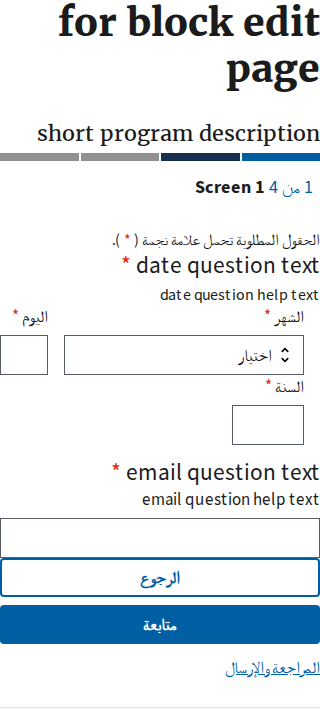 for block edit
page
short program description
1 من 4 Screen 1
الحقول المطلوبة تحمل علامة نجمة ( * ).
date question text *
date question help text
الشهر * اليوم *
اختيار
السنة *
email question text *
email question help text
الرجوع
متابعة
المراجعة والإرسال